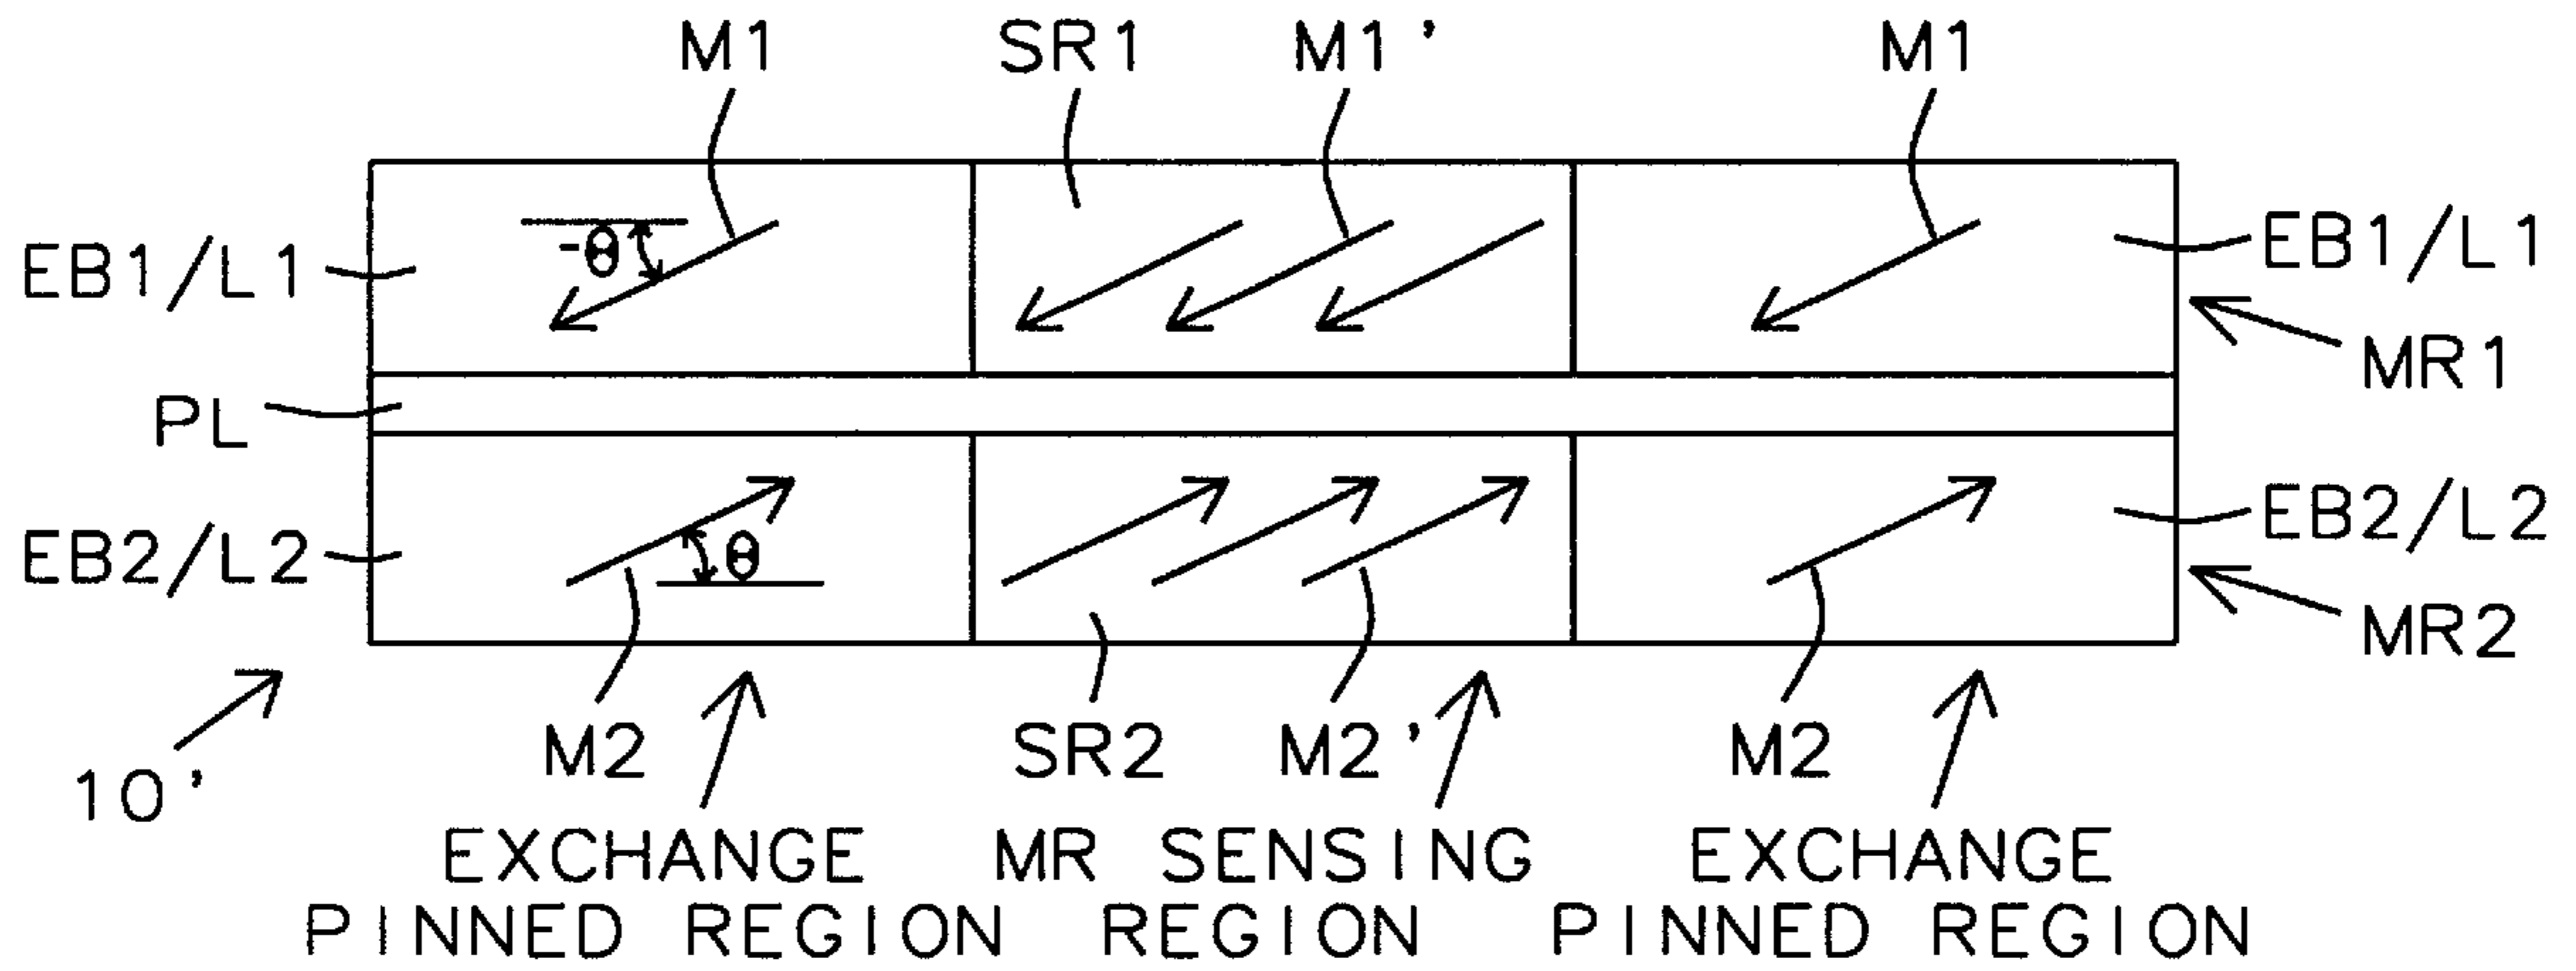 M1 SR1 M1' M1
-θ
EB1/L1 EB1/L1
MR1
PL
EB2/L2 θ EB2/L2
MR2
M2 SR2 M2' M2
10'
EXCHANGE MR SENSING EXCHANGE
PINNED REGION REGION PINNED REGION